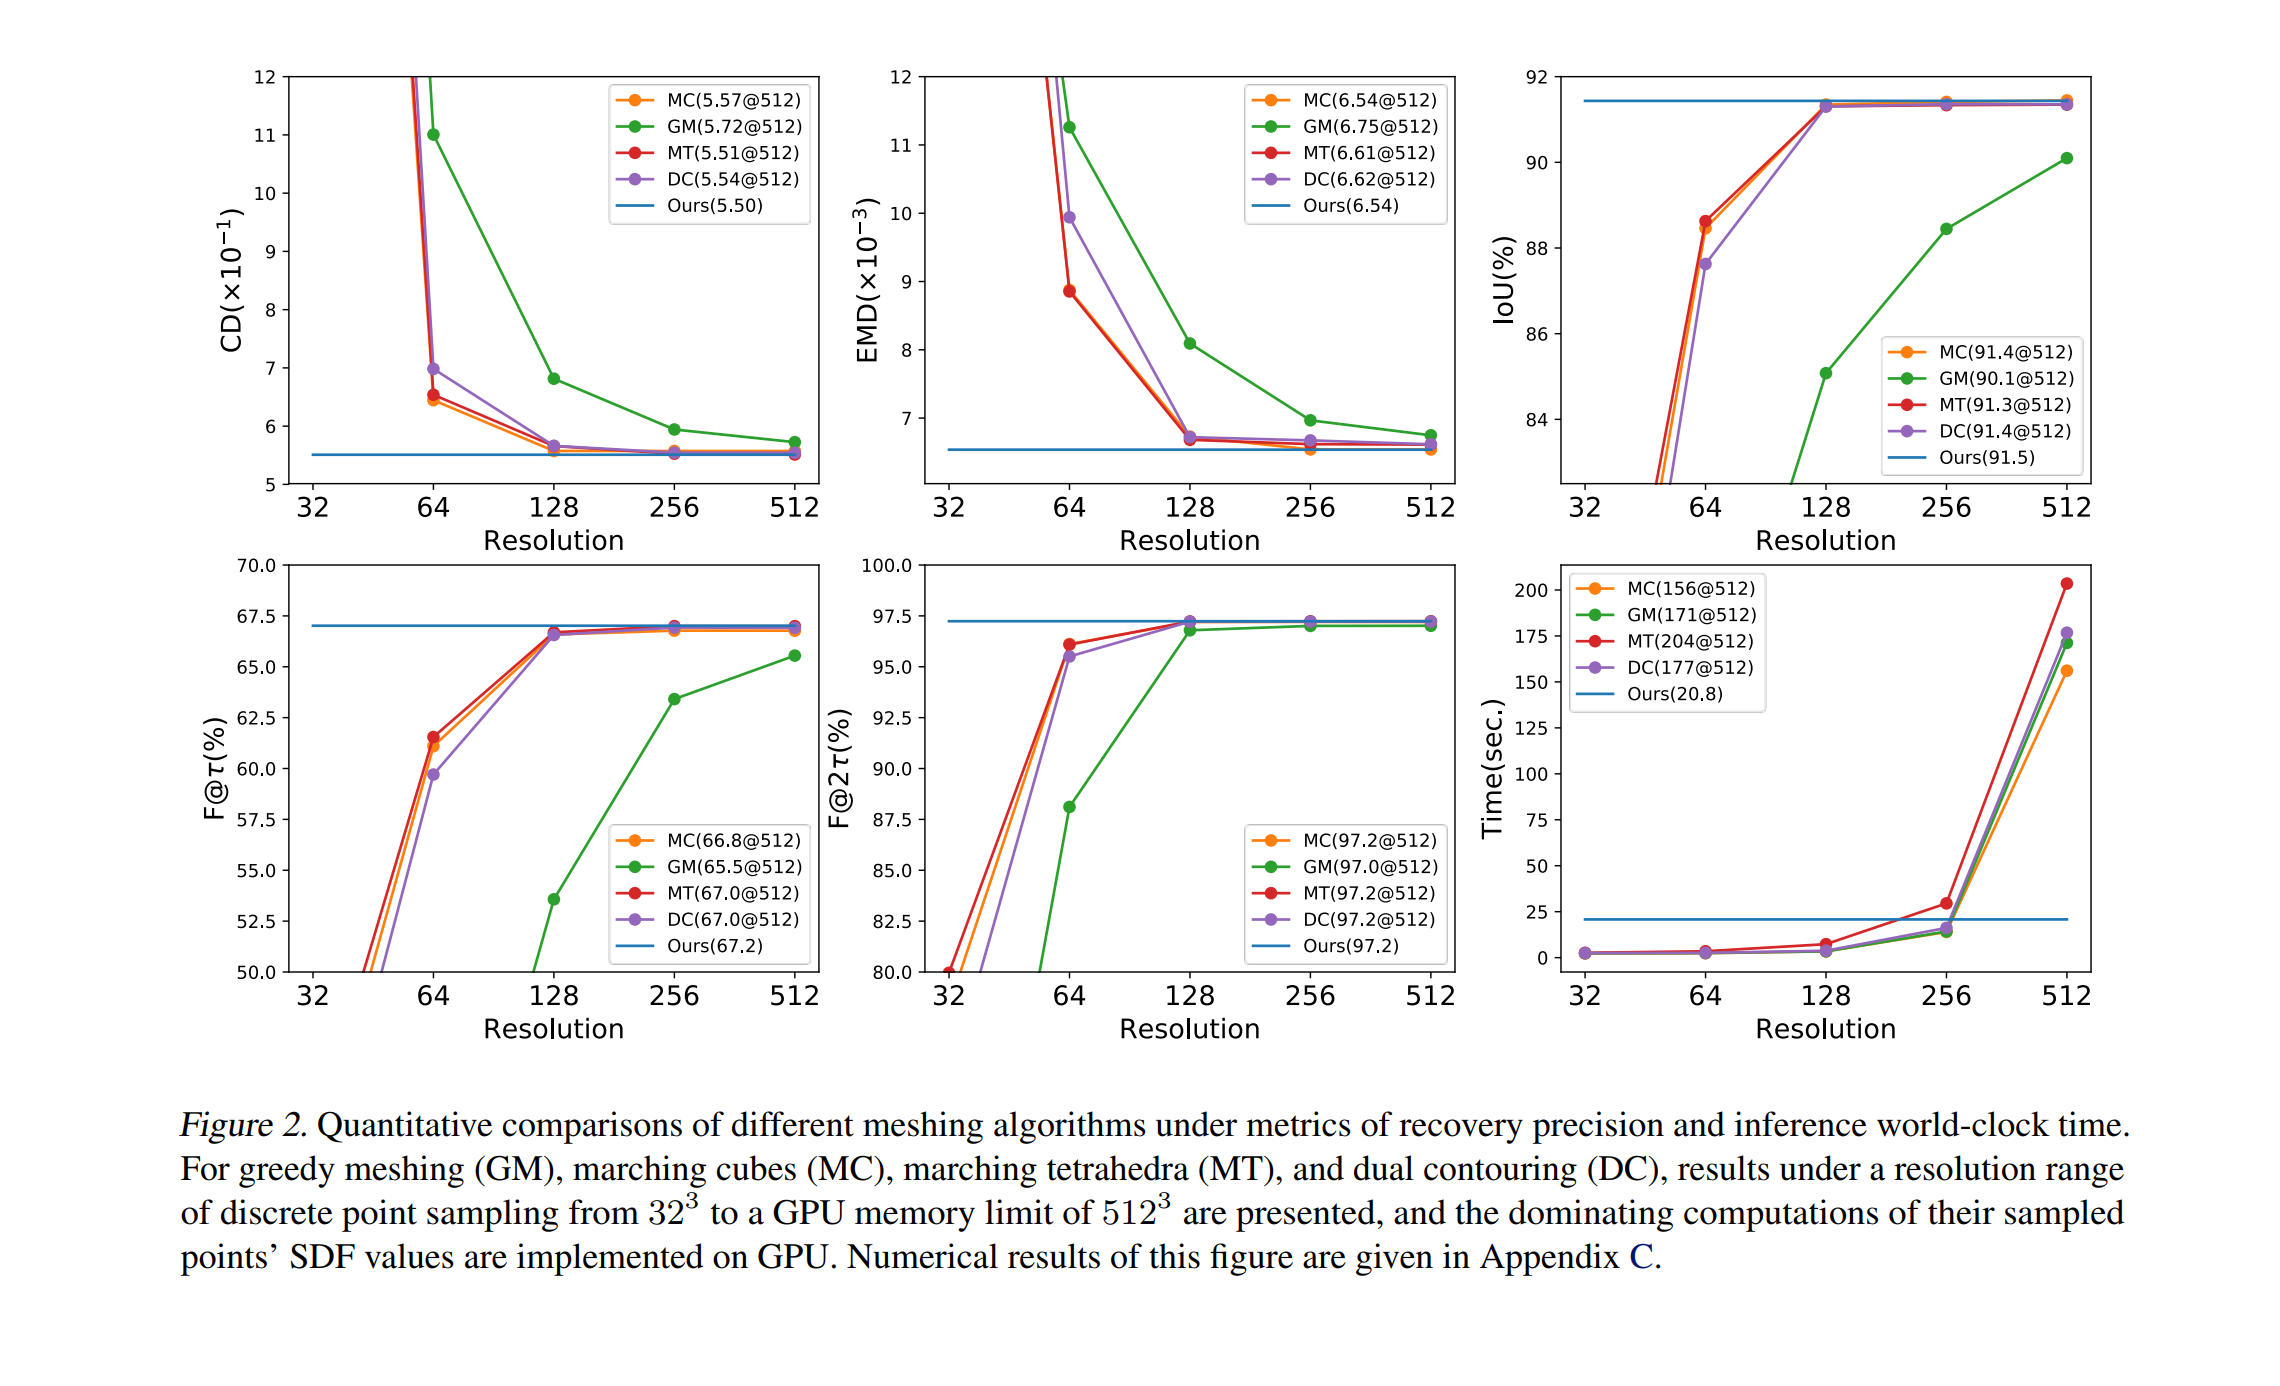 12
11
10
9
8
7
6
5
CD(×10⁻¹)
MC(5.57@512)
GM(5.72@512)
MT(5.51@512)
DC(5.54@512)
Ours(5.50)
32 64 128 256 512
Resolution
12
11
10
9
8
7
EMD(×10⁻³)
MC(6.54@512)
GM(6.75@512)
MT(6.61@512)
DC(6.62@512)
Ours(6.54)
32 64 128 256 512
Resolution
92
90
88
86
84
IoU(%)
MC(91.4@512)
GM(90.1@512)
MT(91.3@512)
DC(91.4@512)
Ours(91.5)
32 64 128 256 512
Resolution
70.0
67.5
65.0
62.5
60.0
57.5
55.0
52.5
50.0
F@τ(%)
MC(66.8@512)
GM(65.5@512)
MT(67.0@512)
DC(67.0@512)
Ours(67.2)
32 64 128 256 512
Resolution
100.0
97.5
95.0
92.5
90.0
87.5
85.0
82.5
80.0
F@2τ(%)
MC(97.2@512)
GM(97.0@512)
MT(97.2@512)
DC(97.2@512)
Ours(97.2)
32 64 128 256 512
Resolution
200
175
150
125
100
75
50
25
0
Time(sec.)
MC(156@512)
GM(171@512)
MT(204@512)
DC(177@512)
Ours(20.8)
32 64 128 256 512
Resolution
Figure 2. Quantitative comparisons of different meshing algorithms under metrics of recovery precision and inference world-clock time.
For greedy meshing (GM), marching cubes (MC), marching tetrahedra (MT), and dual contouring (DC), results under a resolution range
of discrete point sampling from 32³ to a GPU memory limit of 512³ are presented, and the dominating computations of their sampled
points' SDF values are implemented on GPU. Numerical results of this figure are given in Appendix C.